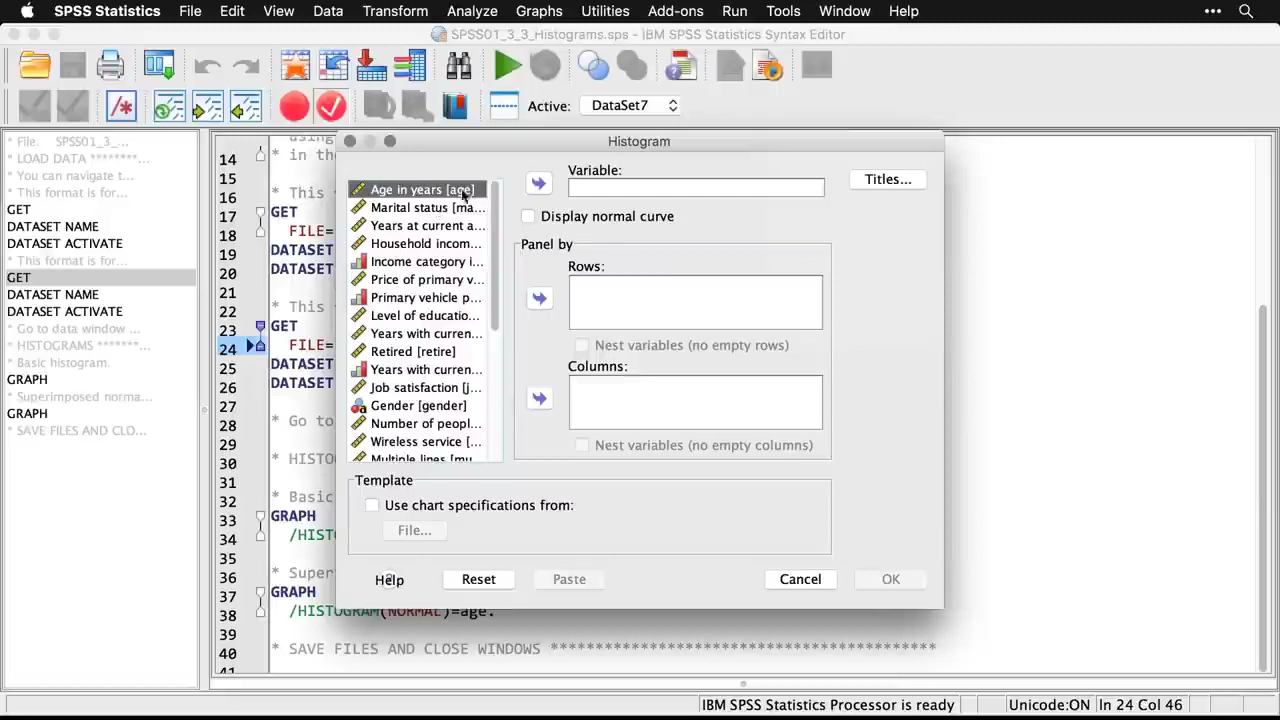 SPSS Statistics File Edit View Data Transform Analyze Graphs Utilities Add-ons Run Tools Window Help
SPSS01_3_3_Histograms.sps - IBM SPSS Statistics Syntax Editor
Active: DataSet7
* File. SPSS01_3_...
* LOAD DATA ********...
* You can navigate t...
* This format is for...
GET
DATASET NAME
DATASET ACTIVATE
* This format is for...
GET
DATASET NAME
DATASET ACTIVATE
* Go to data window ...
* HISTOGRAMS *******...
* Basic histogram.
GRAPH
* Superimposed norma...
GRAPH
* SAVE FILES AND CLO...
using
14 * in the
15
16 * This
17 GET
18 FILE=
19 DATASET
20 DATASET
21
22 * This
23 GET
24 FILE=
25 DATASET
26 DATASET
27
28 * Go to
29
30 * HISTO
31
32 * Basic
33 GRAPH
34 /HIST
35
36 * Super
37 GRAPH
38 /HISTOGRAM(NORMAL)=age.
39
40 * SAVE FILES AND CLOSE WINDOWS ******************************************
41
Histogram
Age in years [age]
Marital status [ma...
Years at current a...
Household incom...
Income category i...
Price of primary v...
Primary vehicle p...
Level of educatio...
Years with curren...
Retired [retire]
Years with curren...
Job satisfaction [j...
Gender [gender]
Number of peopl...
Wireless service [...
Multiple lines [mu...
Variable:
Titles...
Display normal curve
Panel by
Rows:
Nest variables (no empty rows)
Columns:
Nest variables (no empty columns)
Template
Use chart specifications from:
File...
Help Reset Paste Cancel OK
IBM SPSS Statistics Processor is ready Unicode:ON In 24 Col 46